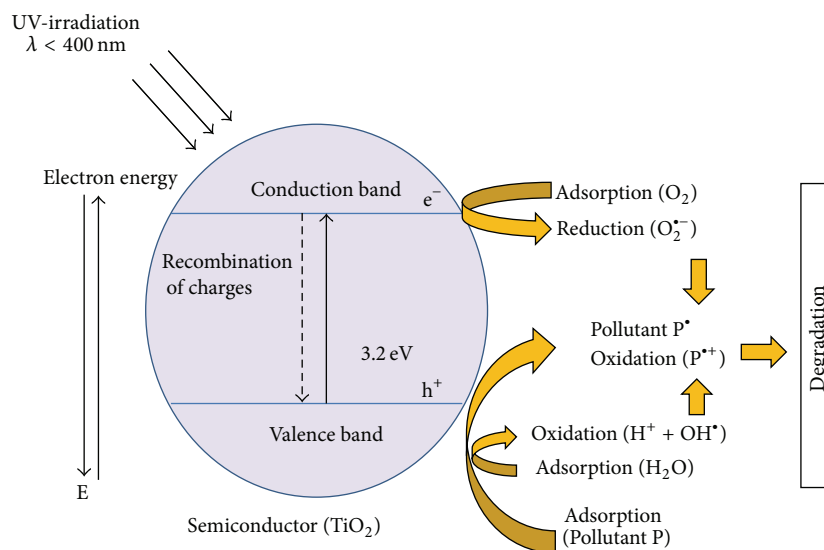 UV-irradiation
λ < 400 nm
Electron energy
Conduction band
e⁻
Adsorption (O₂)
Reduction (O₂•⁻)
Recombination
of charges
3.2 eV
Pollutant P•
Oxidation (P•⁺)
Degradation
h⁺
Valence band
Oxidation (H⁺ + OH•)
Adsorption (H₂O)
E
Semiconductor (TiO₂)
Adsorption
(Pollutant P)